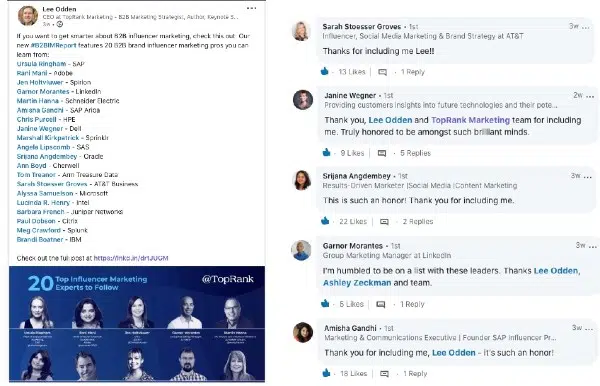 Lee Odden
CEO at TopRank Marketing - B2B Marketing Strategist, Author, Keynote S...
3w •
If you want to get smarter about B2B influencer marketing, check this out: Our
new #B2BIMReport features 20 B2B brand influencer marketing pros you can
learn from:
Ursula Ringham - SAP
Rani Mani - Adobe
Jen Holtvluwer - Spirion
Garnor Morantes - LinkedIn
Martin Hanna - Schneider Electric
Amisha Gandhi - SAP Ariba
Chris Purcell - HPE
Janine Wegner - Dell
Marshall Kirkpatrick - Sprinklr
Angela Lipscomb - SAS
Srijana Angdembey - Oracle
Ann Boyd - Cherwell
Tom Treanor - Arm Treasure Data
Sarah Stoesser Groves - AT&T Business
Alyssa Samuelson - Microsoft
Lucinda R. Henry - Intel
Barbara French - Juniper Networks
Paul Dobson - Citrix
Meg Crawford - Splunk
Brandi Boatner - IBM
Check out the full post at
20 Top Influencer Marketing
Experts to Follow
@TopRank
Sarah Stoesser Groves • 1st
3w ...
Influencer, Social Media Marketing & Brand Strategy at AT&T
Thanks for including me Lee!!
13 Likes
1 Reply
Janine Wegner • 1st
2w ...
Providing customers insights into future technologies and their pote...
Thank you, Lee Odden and TopRank Marketing team for including
me. Truly honored to be amongst such brilliant minds.
9 Likes
5 Replies
Srijana Angdembey • 1st
3w ...
Results-Driven Marketer |Social Media |Content Marketing
This is such an honor! Thank you for including me.
22 Likes
2 Replies
Garnor Morantes • 1st
3w ...
Group Marketing Manager at LinkedIn
I'm humbled to be on a list with these leaders. Thanks Lee Odden,
Ashley Zeckman and team.
5 Likes
1 Reply
Amisha Gandhi • 1st
3w ...
Marketing & Communications Executive | Founder SAP Influencer Pr...
Thank you for including me, Lee Odden - it's such an honor!
18 Likes
1 Reply